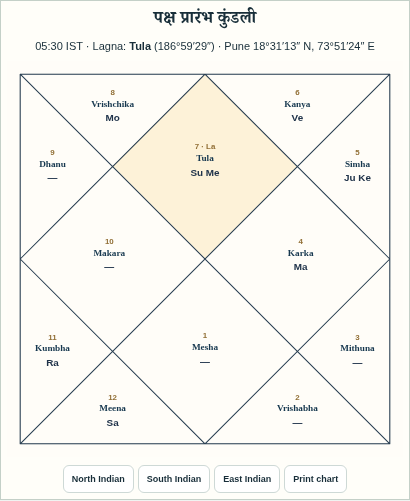 पक्ष प्रारंभ कुंडली
05:30 IST - Lagna: Tula (186°59′29″) · Pune 18°31′13″ N, 73°51′24″ E
8
Vrishchika
Mo
6
Kanya
Ve
7 · La
Tula
Su Me
9
Dhanu
—
5
Simha
Ju Ke
10
Makara
—
4
Karka
Ma
11
Kumbha
Ra
1
Mesha
—
3
Mithuna
—
12
Meena
Sa
2
Vrishabha
—
North Indian
South Indian
East Indian
Print chart